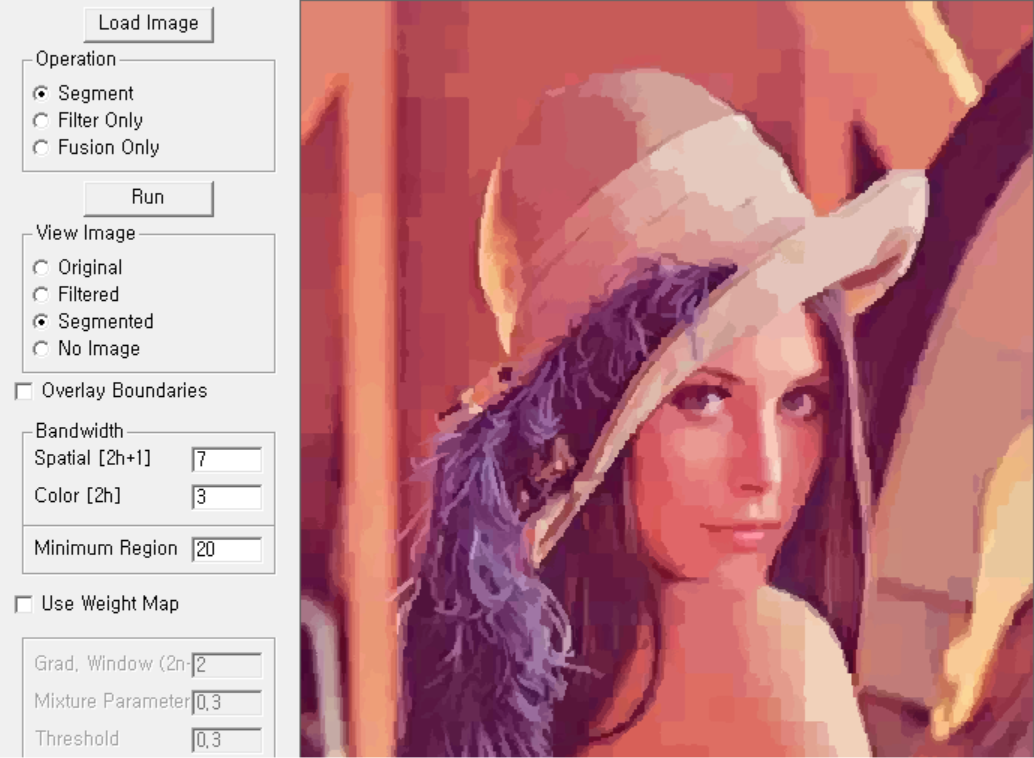 Load Image
Operation
Segment
Filter Only
Fusion Only
Run
View Image
Original
Filtered
Segmented
No Image
Overlay Boundaries
Bandwidth
Spatial [2h+1] 7
Color [2h] 3
Minimum Region 20
Use Weight Map
Grad, Window (2n- 2
Mixture Parameter 0,3
Threshold 0,3